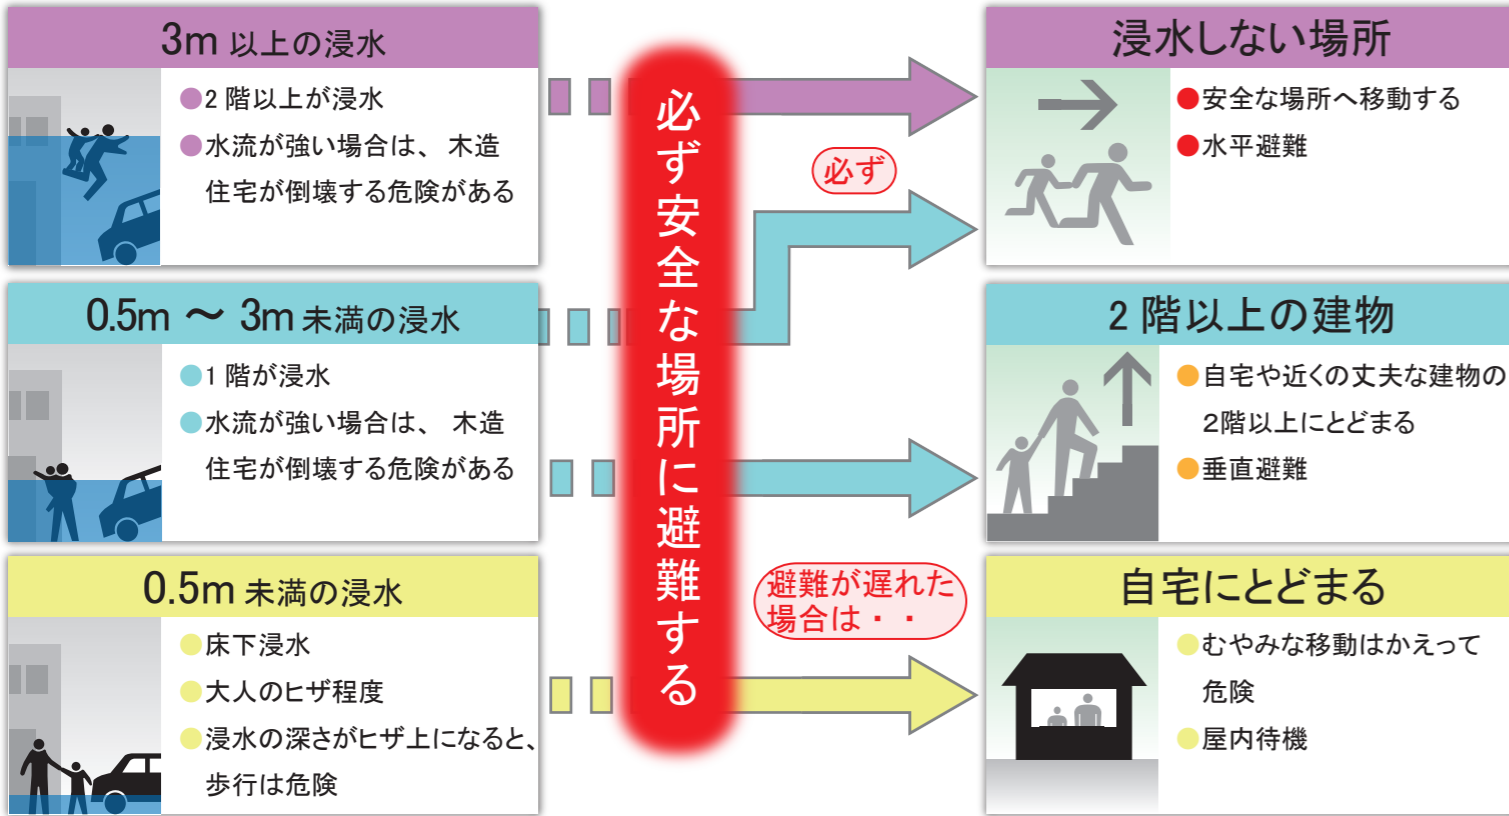 3m 以上の浸水
●2 階以上が浸水
●水流が強い場合は、 木造
住宅が倒壊する危険がある
0.5m ～ 3m 未満の浸水
●1 階が浸水
●水流が強い場合は、 木造
住宅が倒壊する危険がある
0.5m 未満の浸水
●床下浸水
●大人のヒザ程度
●浸水の深さがヒザ上になると、
歩行は危険
必ず安全な場所に避難する
必ず
避難が遅れた
場合は・・
浸水しない場所
●安全な場所へ移動する
●水平避難
2 階以上の建物
●自宅や近くの丈夫な建物の
2階以上にとどまる
●垂直避難
自宅にとどまる
●むやみな移動はかえって
危険
●屋内待機